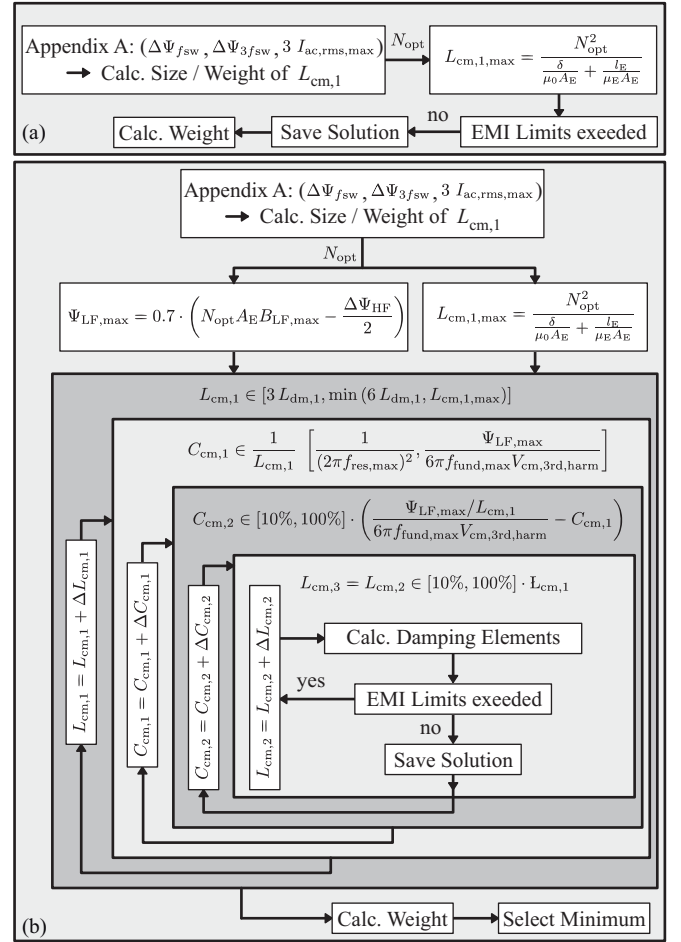 Appendix A: (ΔΨ_fsw, ΔΨ_3fsw, 3 I_ac,rms,max)
→ Calc. Size / Weight of L_cm,1
N_opt
L_cm,1,max = N_opt^2 / (δ/(μ_0 A_E) + l_E/(μ_E A_E))
(a)
Calc. Weight
Save Solution
no
EMI Limits exeeded
Appendix A: (ΔΨ_fsw, ΔΨ_3fsw, 3 I_ac,rms,max)
→ Calc. Size / Weight of L_cm,1
N_opt
Ψ_LF,max = 0.7 · (N_opt A_E B_LF,max − ΔΨ_HF/2)
L_cm,1,max = N_opt^2 / (δ/(μ_0 A_E) + l_E/(μ_E A_E))
L_cm,1 ∈ [3 L_dm,1, min (6 L_dm,1, L_cm,1,max)]
C_cm,1 ∈ 1/L_cm,1 [1/(2πf_res,max)^2, Ψ_LF,max/(6πf_fund,max V_cm,3rd,harm)]
C_cm,2 ∈ [10%, 100%] · ((Ψ_LF,max/L_cm,1)/(6πf_fund,max V_cm,3rd,harm) − C_cm,1)
L_cm,3 = L_cm,2 ∈ [10%, 100%] · L_cm,1
L_cm,1 = L_cm,1 + ΔL_cm,1
C_cm,1 = C_cm,1 + ΔC_cm,1
C_cm,2 = C_cm,2 + ΔC_cm,2
L_cm,2 = L_cm,2 + ΔL_cm,2
Calc. Damping Elements
yes
EMI Limits exeeded
no
Save Solution
(b)
Calc. Weight
Select Minimum